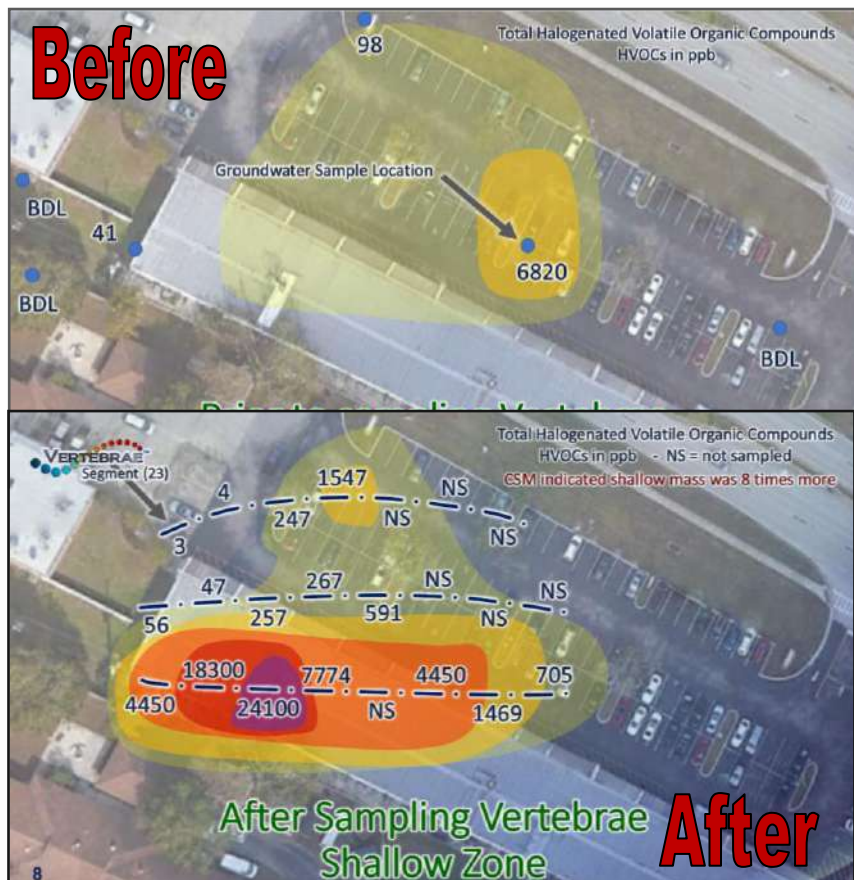 Before
98
Total Halogenated Volatile Organic Compounds
HVOCs in ppb
Groundwater Sample Location
BDL
41
BDL
6820
BDL
VERTEBRAE™
Segment (23)
Total Halogenated Volatile Organic Compounds
HVOCs in ppb - NS = not sampled
CSM indicated shallow mass was 8 times more
1547
4
247
NS
NS
3
NS
47
267
NS
NS
56
257
591
NS
18300
7774
4450
705
4450
24100
NS
1469
After Sampling Vertebrae
Shallow Zone
After
8